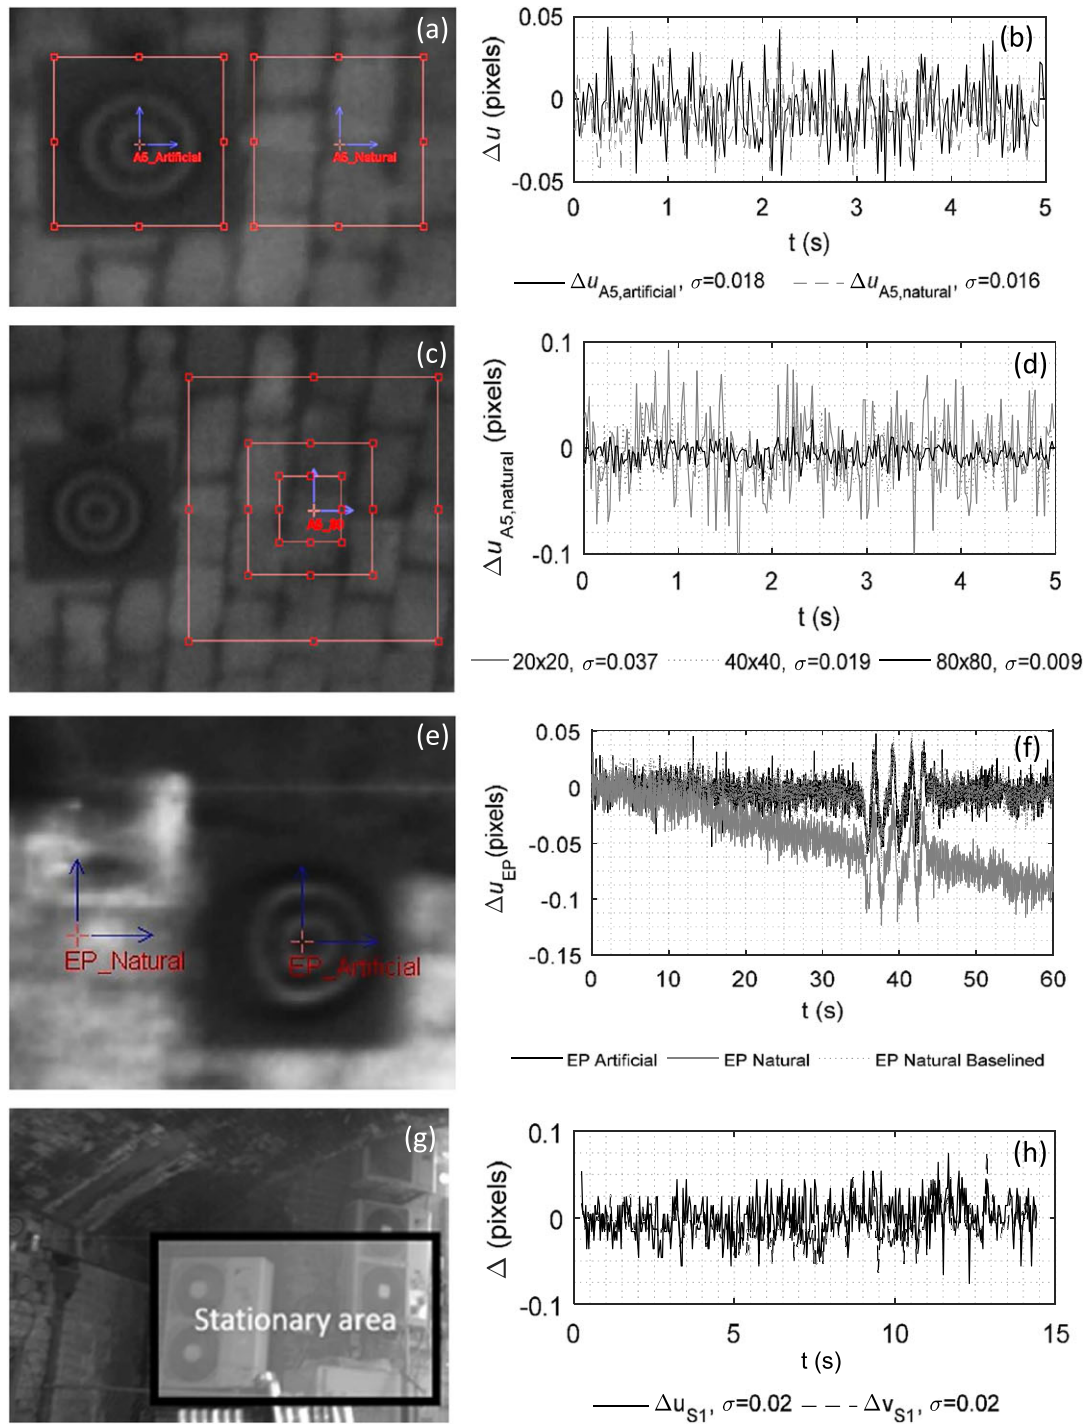 (a)
A5_Artificial
A5_Natural
(b)
Δu (pixels)
0.05
0
-0.05
0 1 2 3 4 5
t (s)
Δu_A5,artificial, σ=0.018 Δu_A5,natural, σ=0.016
(c)
(d)
Δu_A5,natural (pixels)
0.1
0
-0.1
0 1 2 3 4 5
t (s)
20x20, σ=0.037 40x40, σ=0.019 80x80, σ=0.009
(e)
EP_Natural
EP_Artificial
(f)
Δu_EP (pixels)
0.05
0
-0.05
-0.1
-0.15
0 10 20 30 40 50 60
t (s)
EP Artificial EP Natural EP Natural Baselined
(g)
Stationary area
(h)
Δ (pixels)
0.1
0
-0.1
0 5 10 15
t (s)
Δu_S1, σ=0.02 Δv_S1, σ=0.02